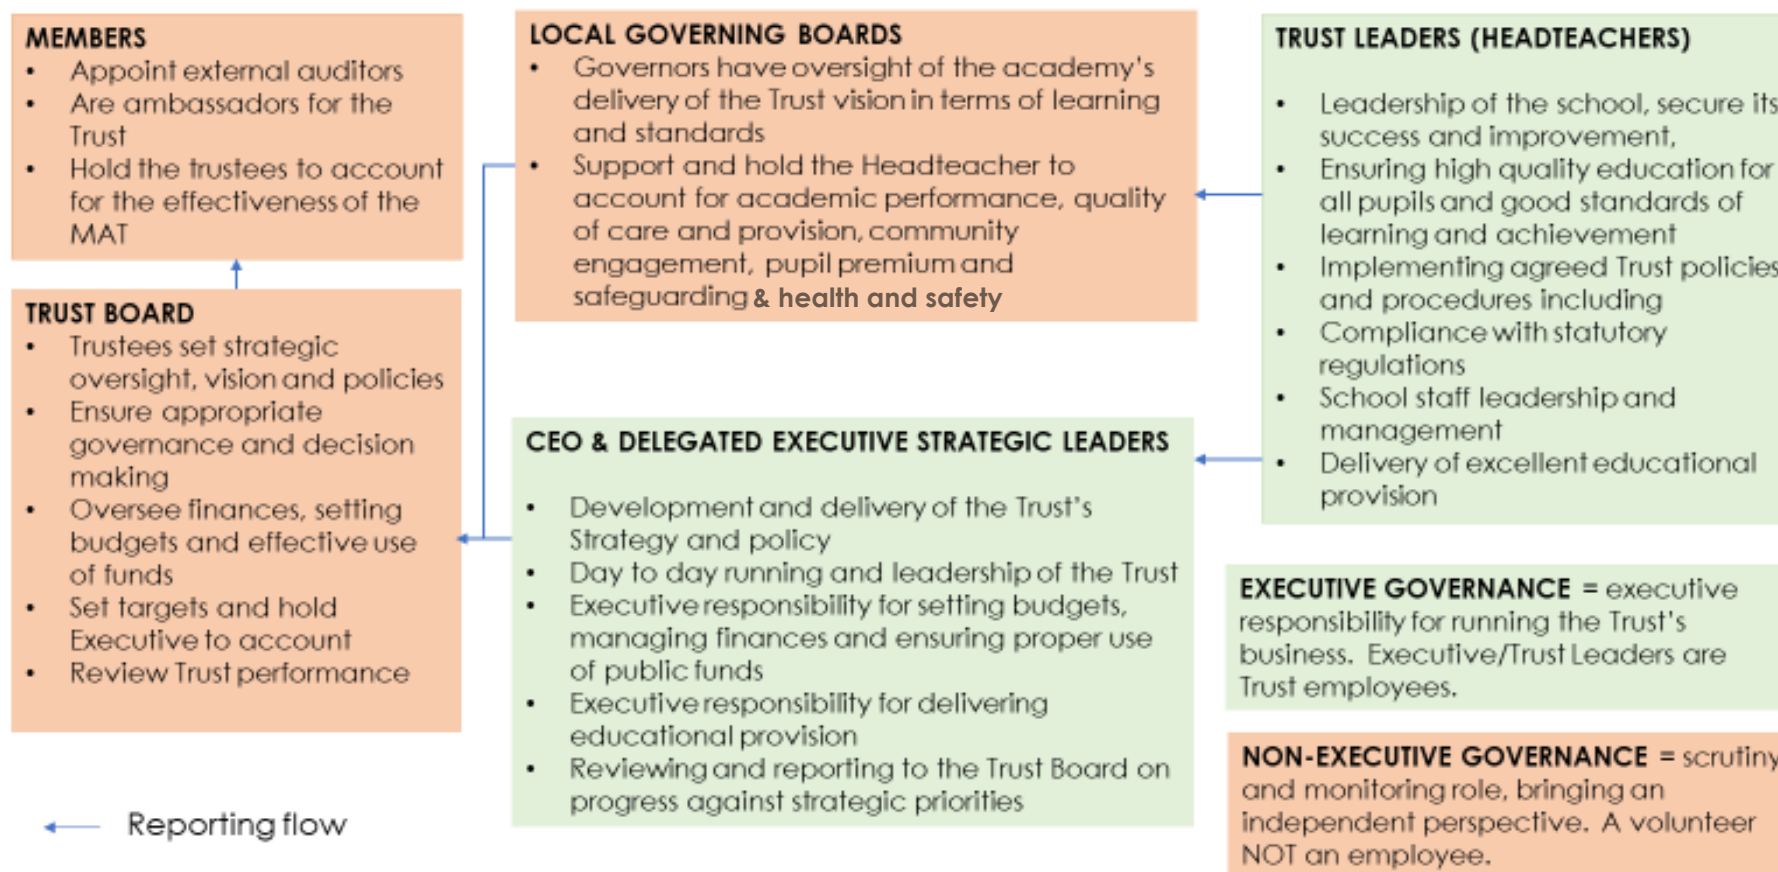 MEMBERS
• Appoint external auditors
• Are ambassadors for the
Trust
• Hold the trustees to account
for the effectiveness of the
MAT
TRUST BOARD
• Trustees set strategic
oversight, vision and policies
• Ensure appropriate
governance and decision
making
• Oversee finances, setting
budgets and effective use
of funds
• Set targets and hold
Executive to account
• Review Trust performance
Reporting flow
LOCAL GOVERNING BOARDS
• Governors have oversight of the academy's
delivery of the Trust vision in terms of learning
and standards
• Support and hold the Headteacher to
account for academic performance, quality
of care and provision, community
engagement, pupil premium and
safeguarding & health and safety
CEO & DELEGATED EXECUTIVE STRATEGIC LEADERS
• Development and delivery of the Trust's
Strategy and policy
• Day to day running and leadership of the Trust
• Executive responsibility for setting budgets,
managing finances and ensuring proper use
of public funds
• Executive responsibility for delivering
educational provision
• Reviewing and reporting to the Trust Board on
progress against strategic priorities
TRUST LEADERS (HEADTEACHERS)
• Leadership of the school, secure its
success and improvement,
• Ensuring high quality education for
all pupils and good standards of
learning and achievement
• Implementing agreed Trust policies
and procedures including
• Compliance with statutory
regulations
• School staff leadership and
management
• Delivery of excellent educational
provision
EXECUTIVE GOVERNANCE = executive
responsibility for running the Trust's
business. Executive/Trust Leaders are
Trust employees.
NON-EXECUTIVE GOVERNANCE = scrutiny
and monitoring role, bringing an
independent perspective. A volunteer
NOT an employee.